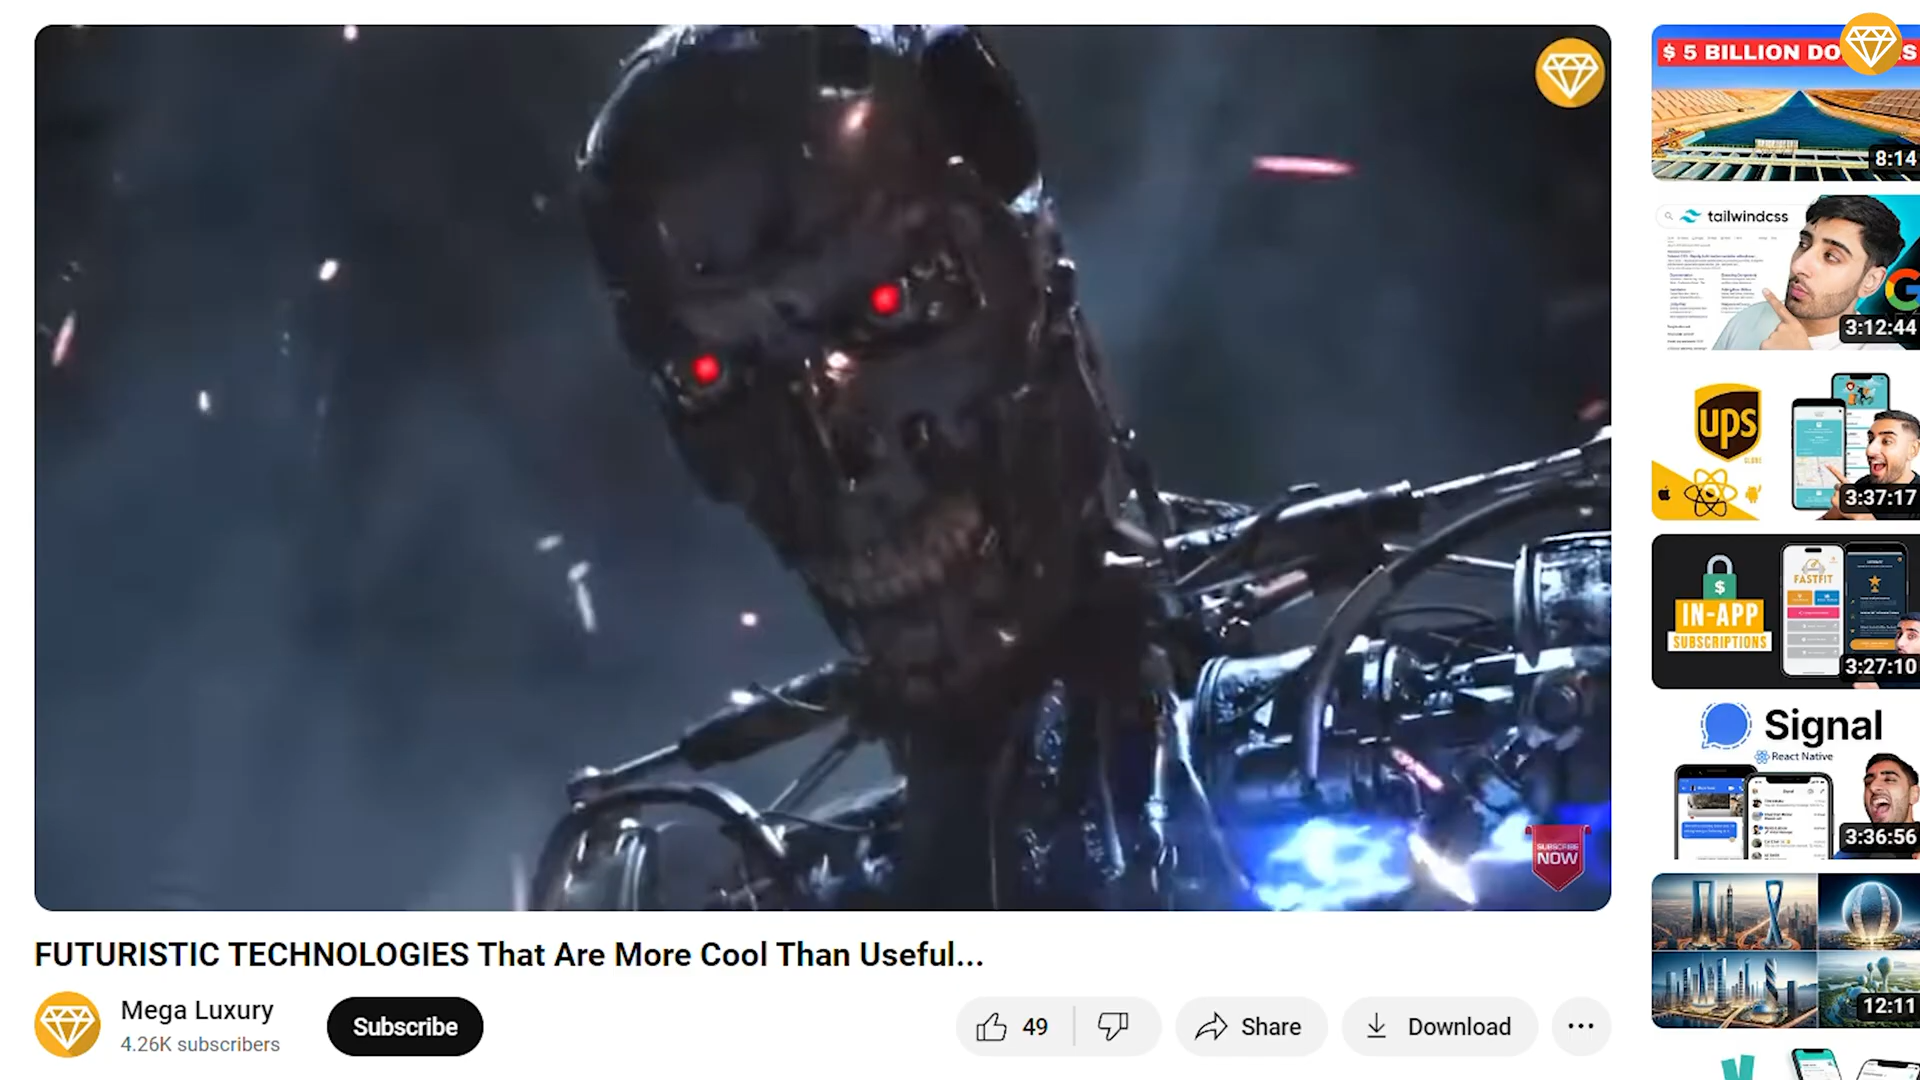 SUBSCRIBE
NOW
FUTURISTIC TECHNOLOGIES That Are More Cool Than Useful...
Mega Luxury
4.26K subscribers
Subscribe
49
Share
Download
$ 5 BILLION DO
S
8:14
tailwindcss
3:12:44
ups
3:37:17
$
IN-APP
SUBSCRIPTIONS
FASTFIT
3:27:10
Signal
React Native
3:36:56
12:11